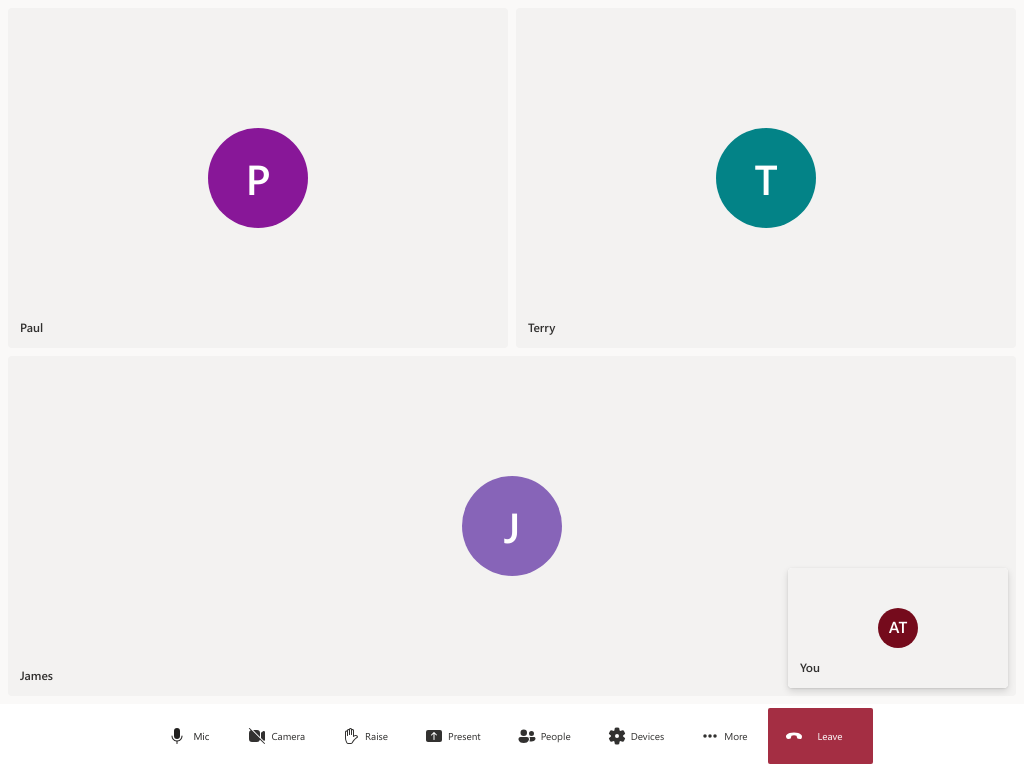 P
T
Paul
Terry
J
AT
You
James
Mic
Camera
Raise
Present
People
Devices
More
Leave